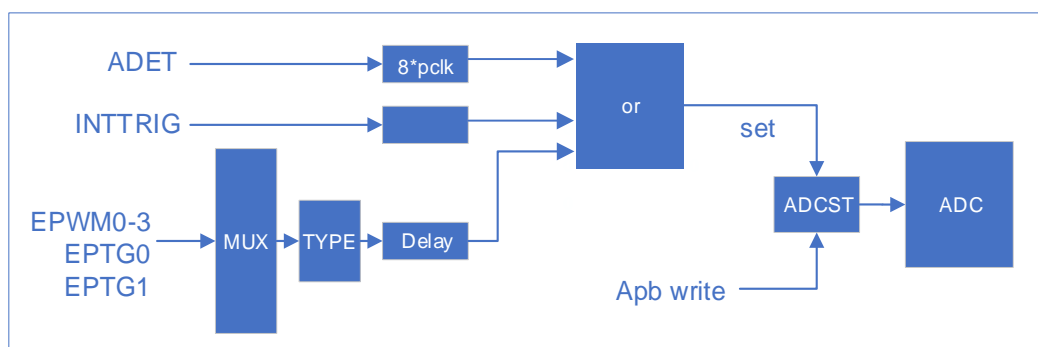 ADET
8*pclk
INTTRIG
or
set
EPWM0-3
EPTG0
EPTG1
MUX
TYPE
Delay
ADCST
ADC
Apb write